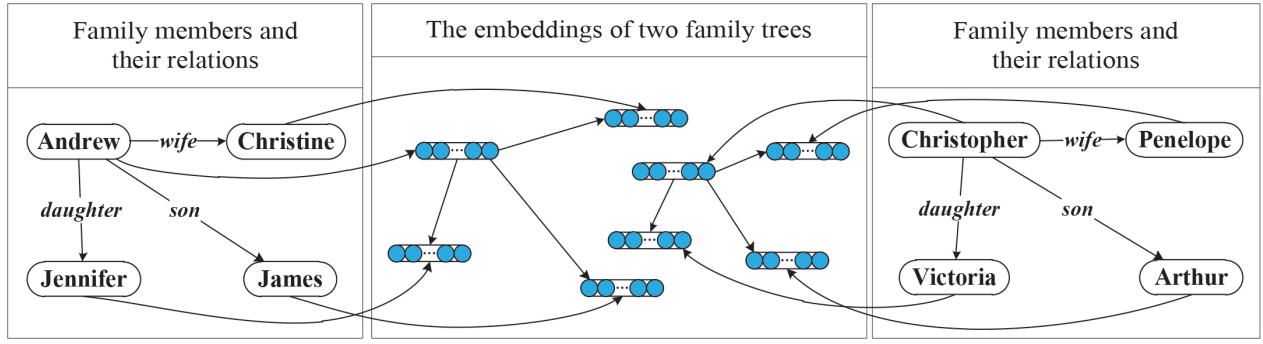 Family members and
their relations
The embeddings of two family trees
Family members and
their relations
Andrew
wife
Christine
daughter
son
Jennifer
James
Christopher
wife
Penelope
daughter
son
Victoria
Arthur